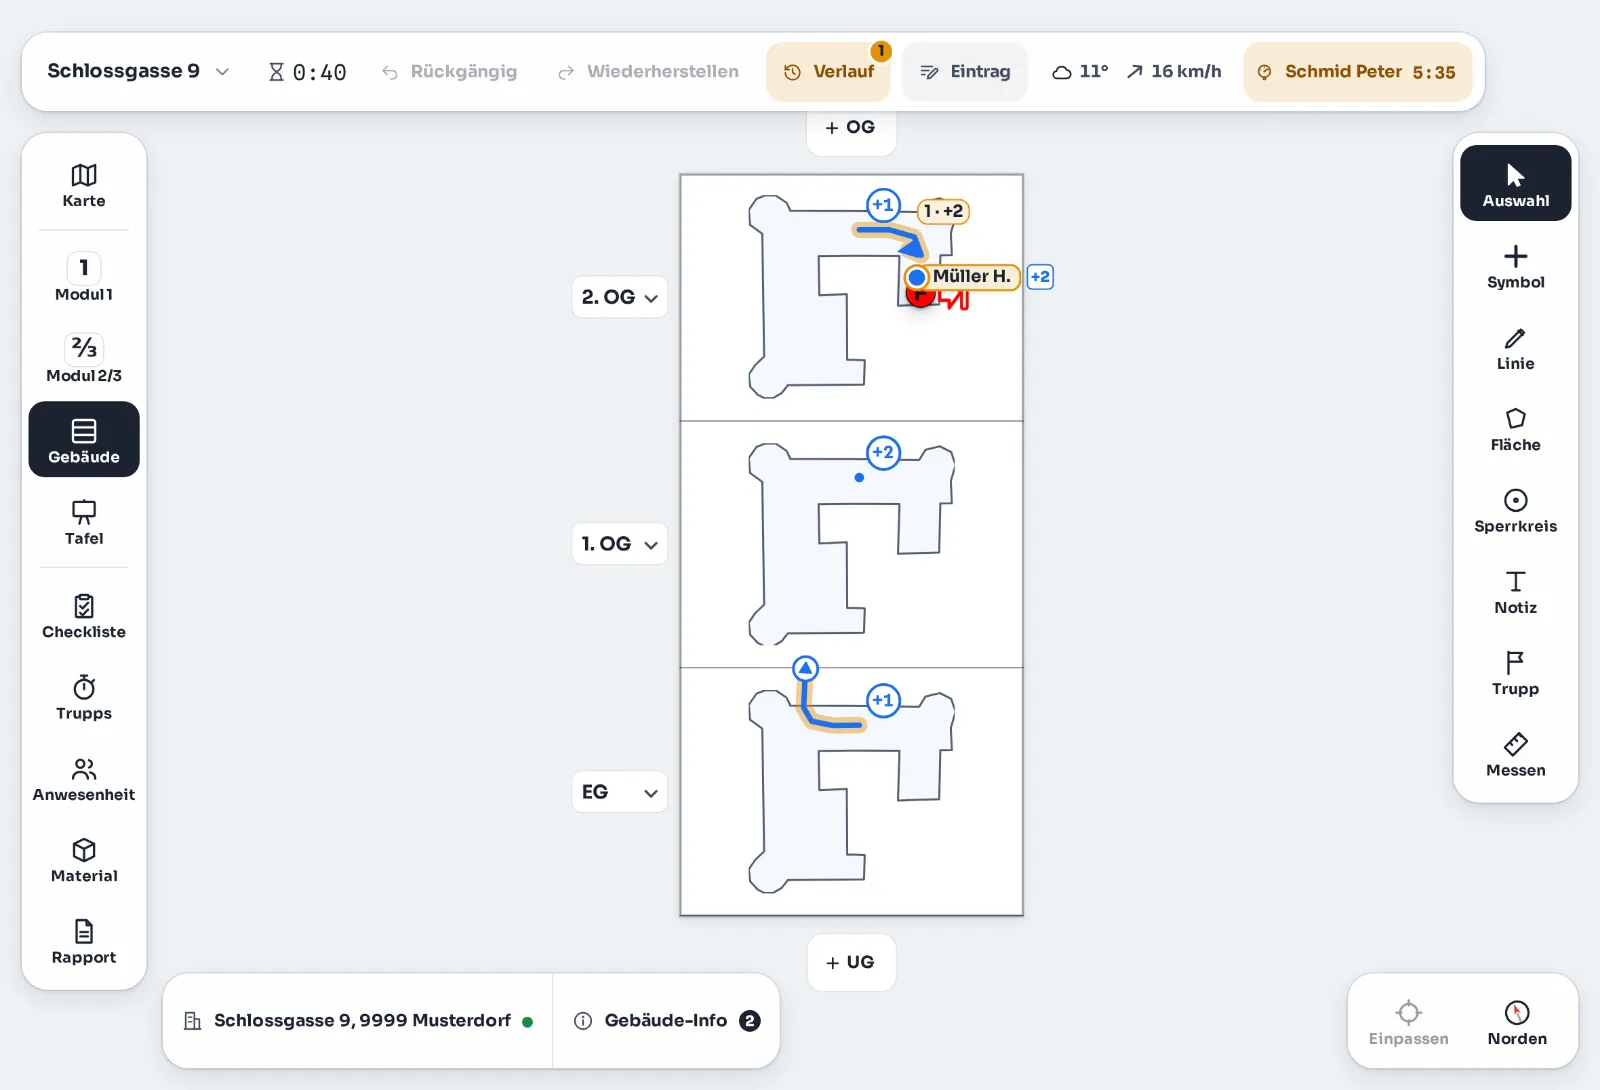 Schlossgasse 9
0:40
Rückgängig
Wiederherstellen
Verlauf
1
Eintrag
11°
16 km/h
Schmid Peter 5:35
Karte
1
Modul 1
⅔
Modul 2/3
Gebäude
Tafel
Checkliste
Trupps
Anwesenheit
Material
Rapport
+ OG
2. OG
+1
1 · +2
Müller H.
+2
1. OG
+2
EG
+1
+ UG
Auswahl
Symbol
Linie
Fläche
Sperrkreis
Notiz
Trupp
Messen
Schlossgasse 9, 9999 Musterdorf
Gebäude-Info 2
Einpassen
Norden